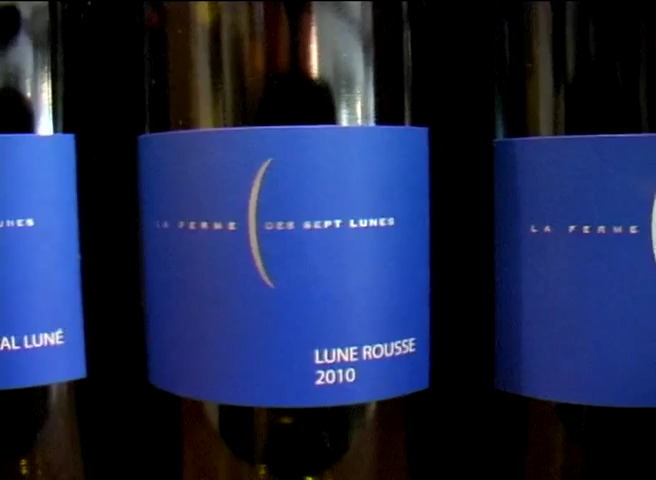 UNES
AL LUNÉ
LA FERME DES SEPT LUNES
LUNE ROUSSE
2010
LA FERME